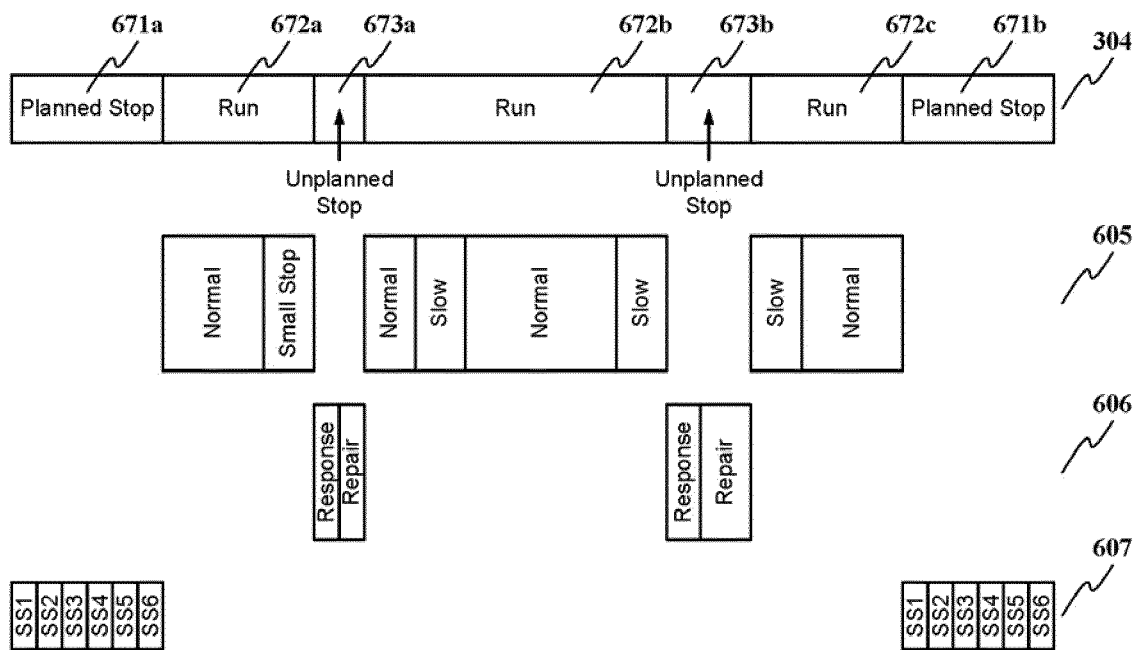 671a 672a 673a 672b 673b 672c 671b 304
Planned Stop Run Run Run Planned Stop
Unplanned Stop Unplanned Stop
605
Normal Small Stop Normal Slow Normal Slow Slow Normal
606
Response Repair Response Repair
607
SS1 SS2 SS3 SS4 SS5 SS6 SS1 SS2 SS3 SS4 SS5 SS6